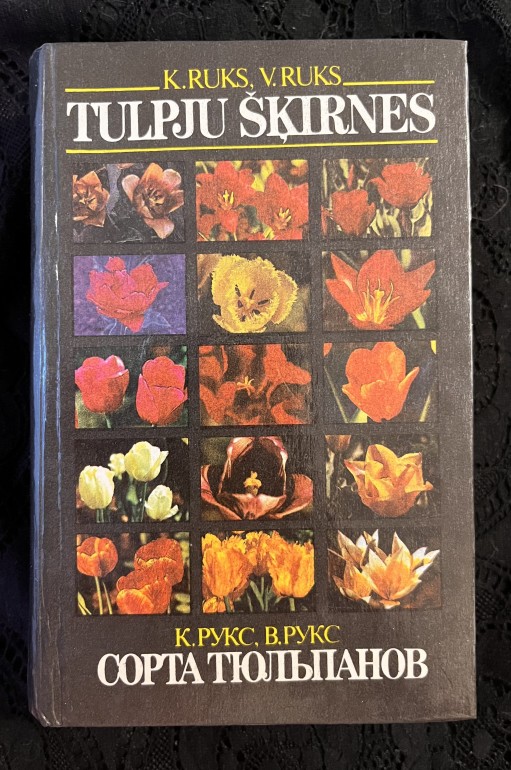 K. RUKS, V. RUKS
TULPJU ŠĶIRNES
К. РУКС, В. РУКС
СОРТА ТЮЛЬПАНОВ